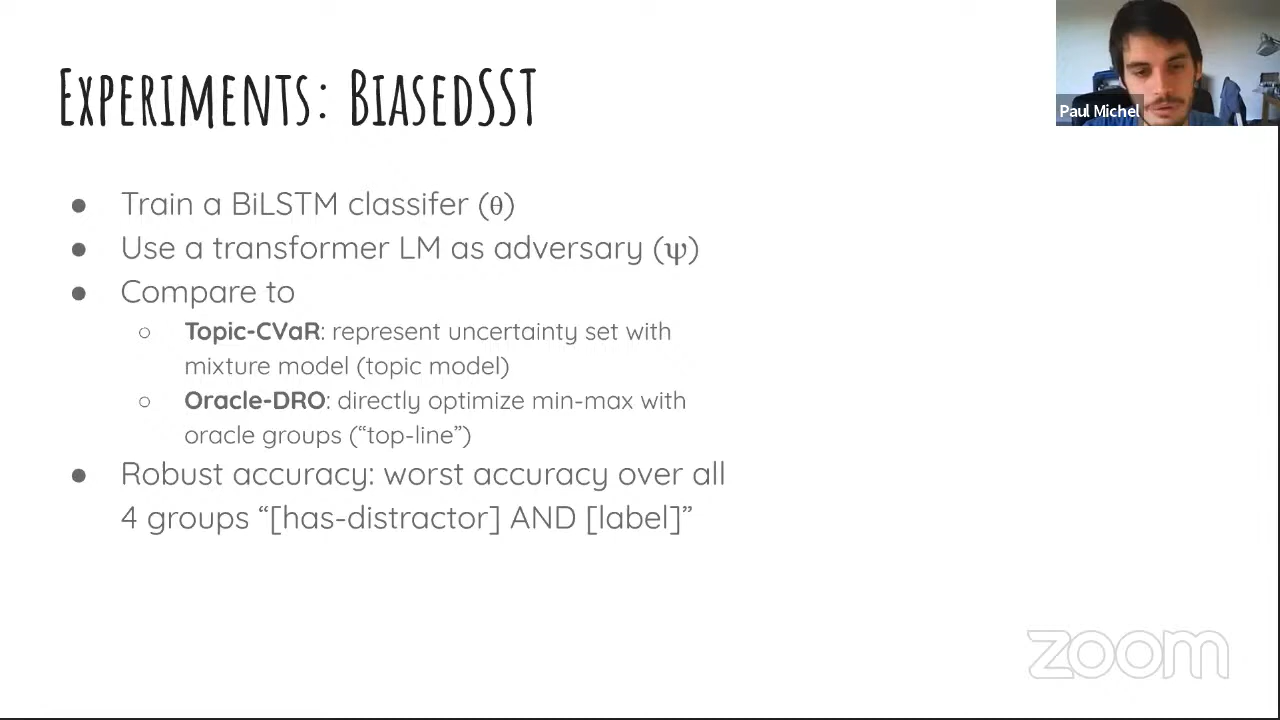 Experiments: BiasedSST
Paul Michel
● Train a BiLSTM classifer (θ)
● Use a transformer LM as adversary (ψ)
● Compare to
○ Topic-CVaR: represent uncertainty set with
mixture model (topic model)
○ Oracle-DRO: directly optimize min-max with
oracle groups (“top-line”)
● Robust accuracy: worst accuracy over all
4 groups “[has-distractor] AND [label]”
zoom